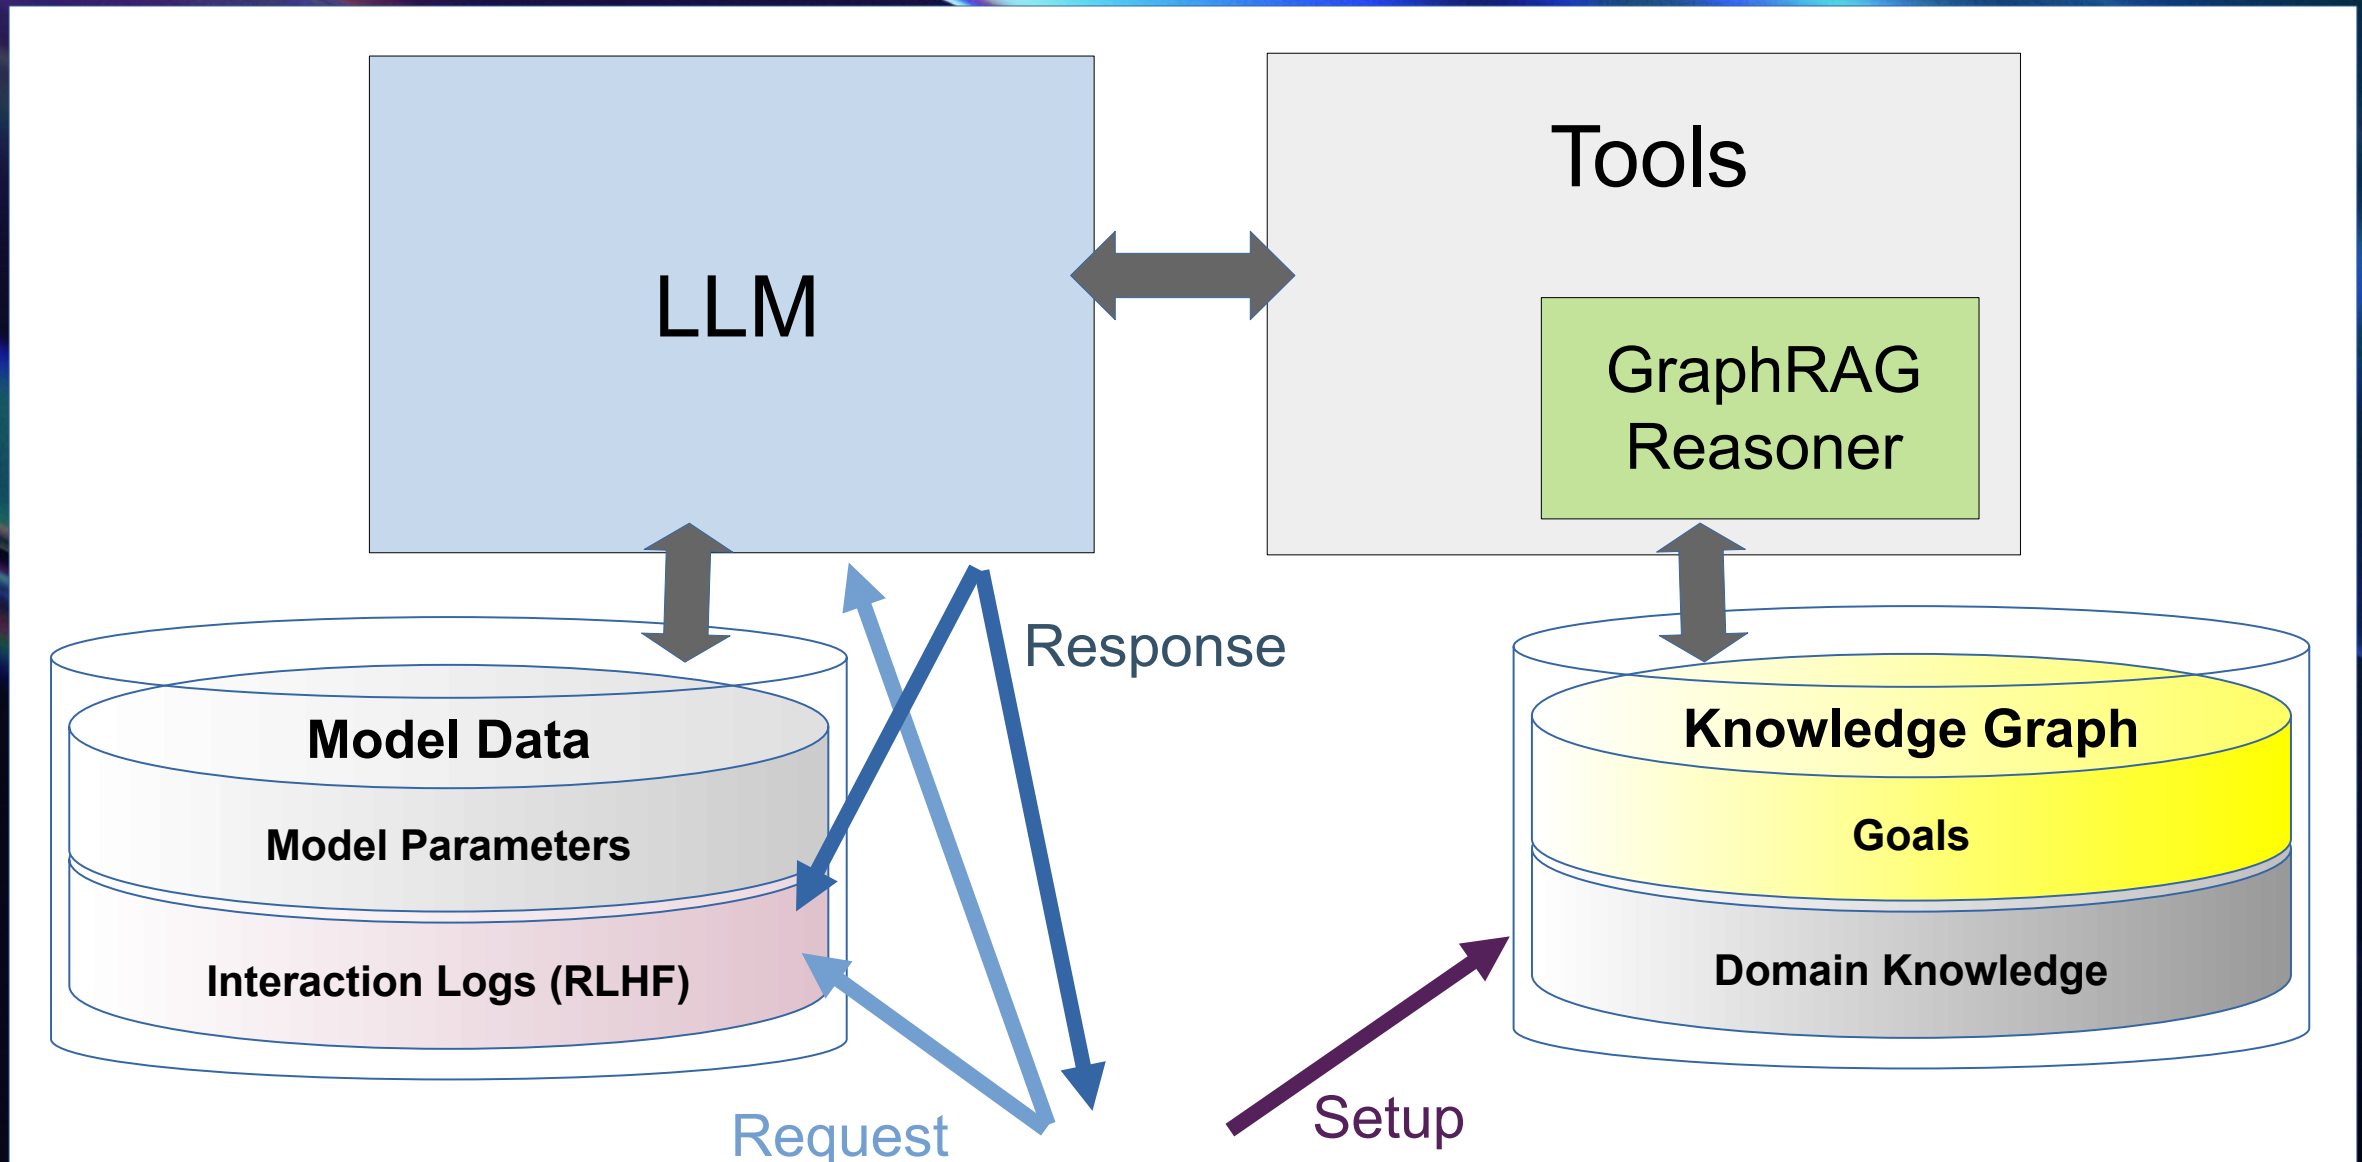 LLM
Tools
GraphRAG
Reasoner
Response
Model Data
Model Parameters
Interaction Logs (RLHF)
Knowledge Graph
Goals
Domain Knowledge
Request
Setup